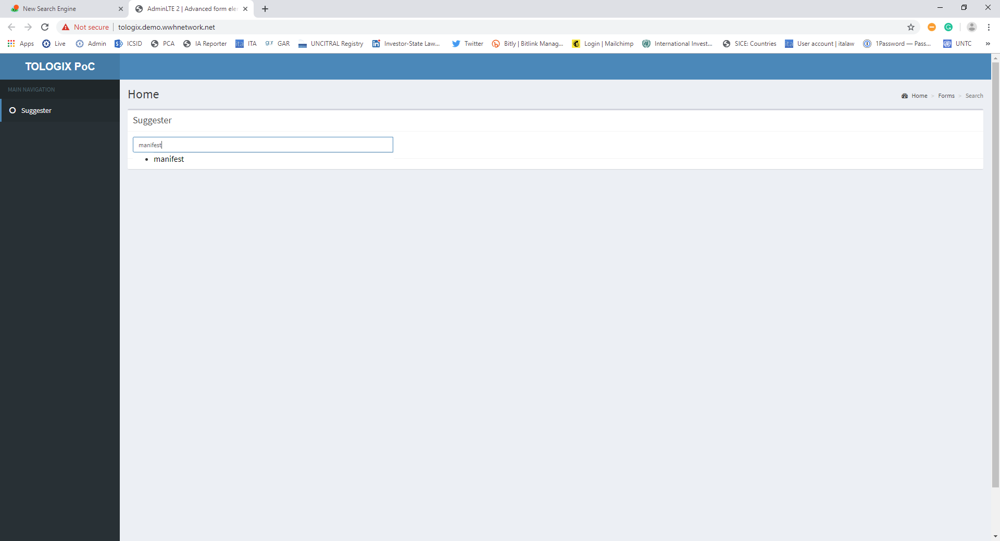 New Search Engine
AdminLTE 2 | Advanced form ele
Not secure
tologix.demo.wwhnetwork.net
Apps Live Admin ICSID PCA IA Reporter ita ITA GAR UNCITRAL Registry Investor-State Law... Twitter Bitly | Bitlink Manag... Login | Mailchimp International Invest... SICE: Countries ita User account | italaw 1Password — Pass... UNTC »
TOLOGIX PoC
MAIN NAVIGATION
Suggester
Home
Home > Forms > Search
Suggester
manifest
• manifest